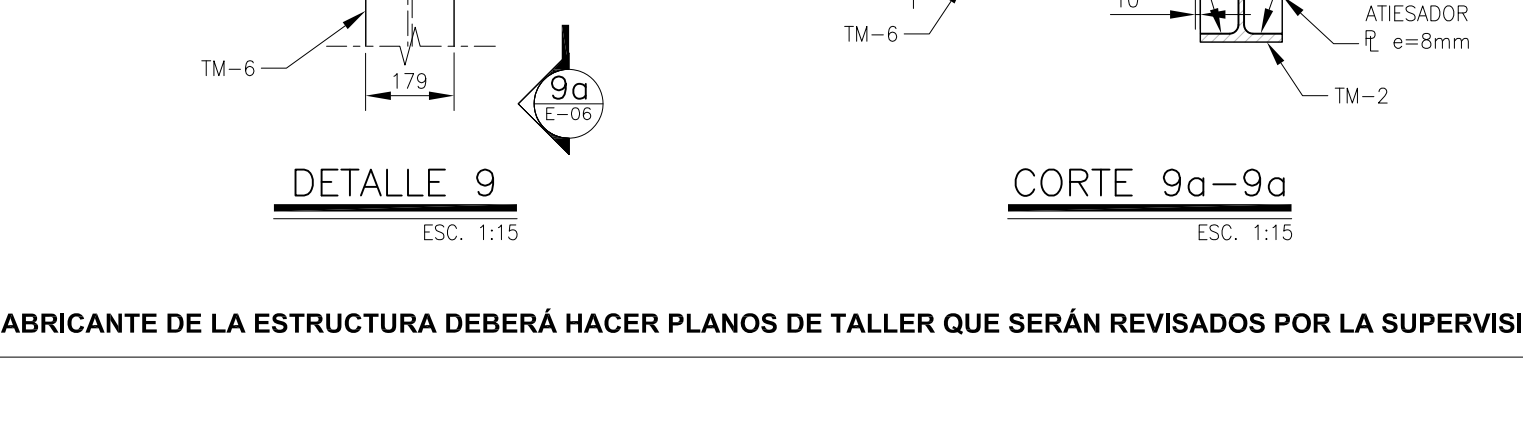 TM-6
179
9a
E-06
DETALLE 9
ESC. 1:15
TM-6
10
ATIESADOR
PL e=8mm
TM-2
CORTE 9a-9a
ESC. 1:15
ABRICANTE DE LA ESTRUCTURA DEBERÁ HACER PLANOS DE TALLER QUE SERÁN REVISADOS POR LA SUPERVISI